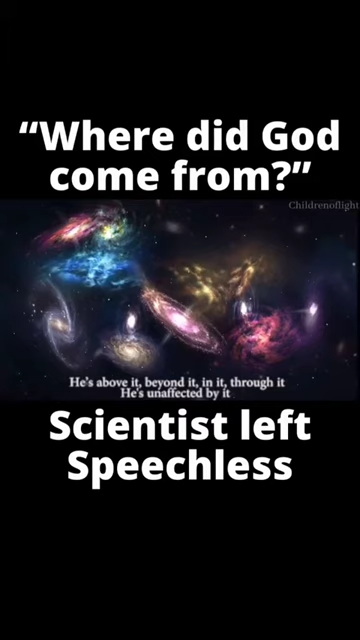 “Where did God
come from?”
Childrenoflight
He's above it, beyond it, in it, through it
He's unaffected by it
Scientist left
Speechless